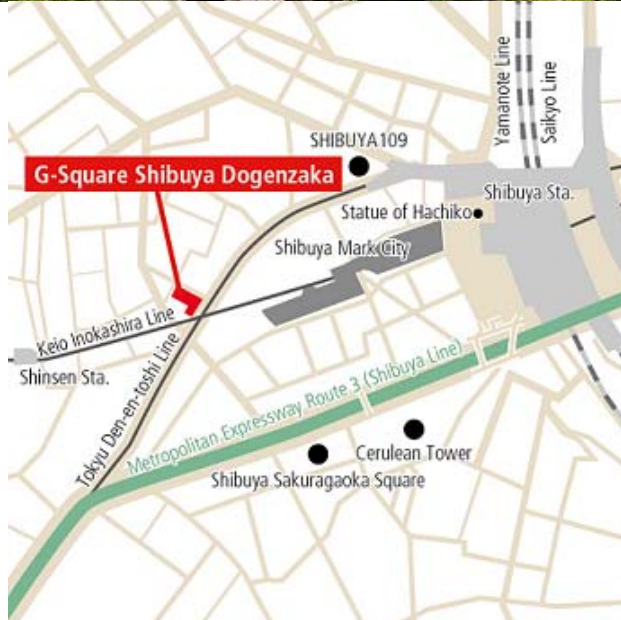 Yamanote Line
Saikyo Line
SHIBUYA109
G-Square Shibuya Dogenzaka
Shibuya Sta.
Statue of Hachiko
Shibuya Mark City
Keio Inokashira Line
Shinsen Sta.
Tokyu Den-en-toshi Line
Metropolitan Expressway Route 3 (Shibuya Line)
Cerulean Tower
Shibuya Sakuragaoka Square